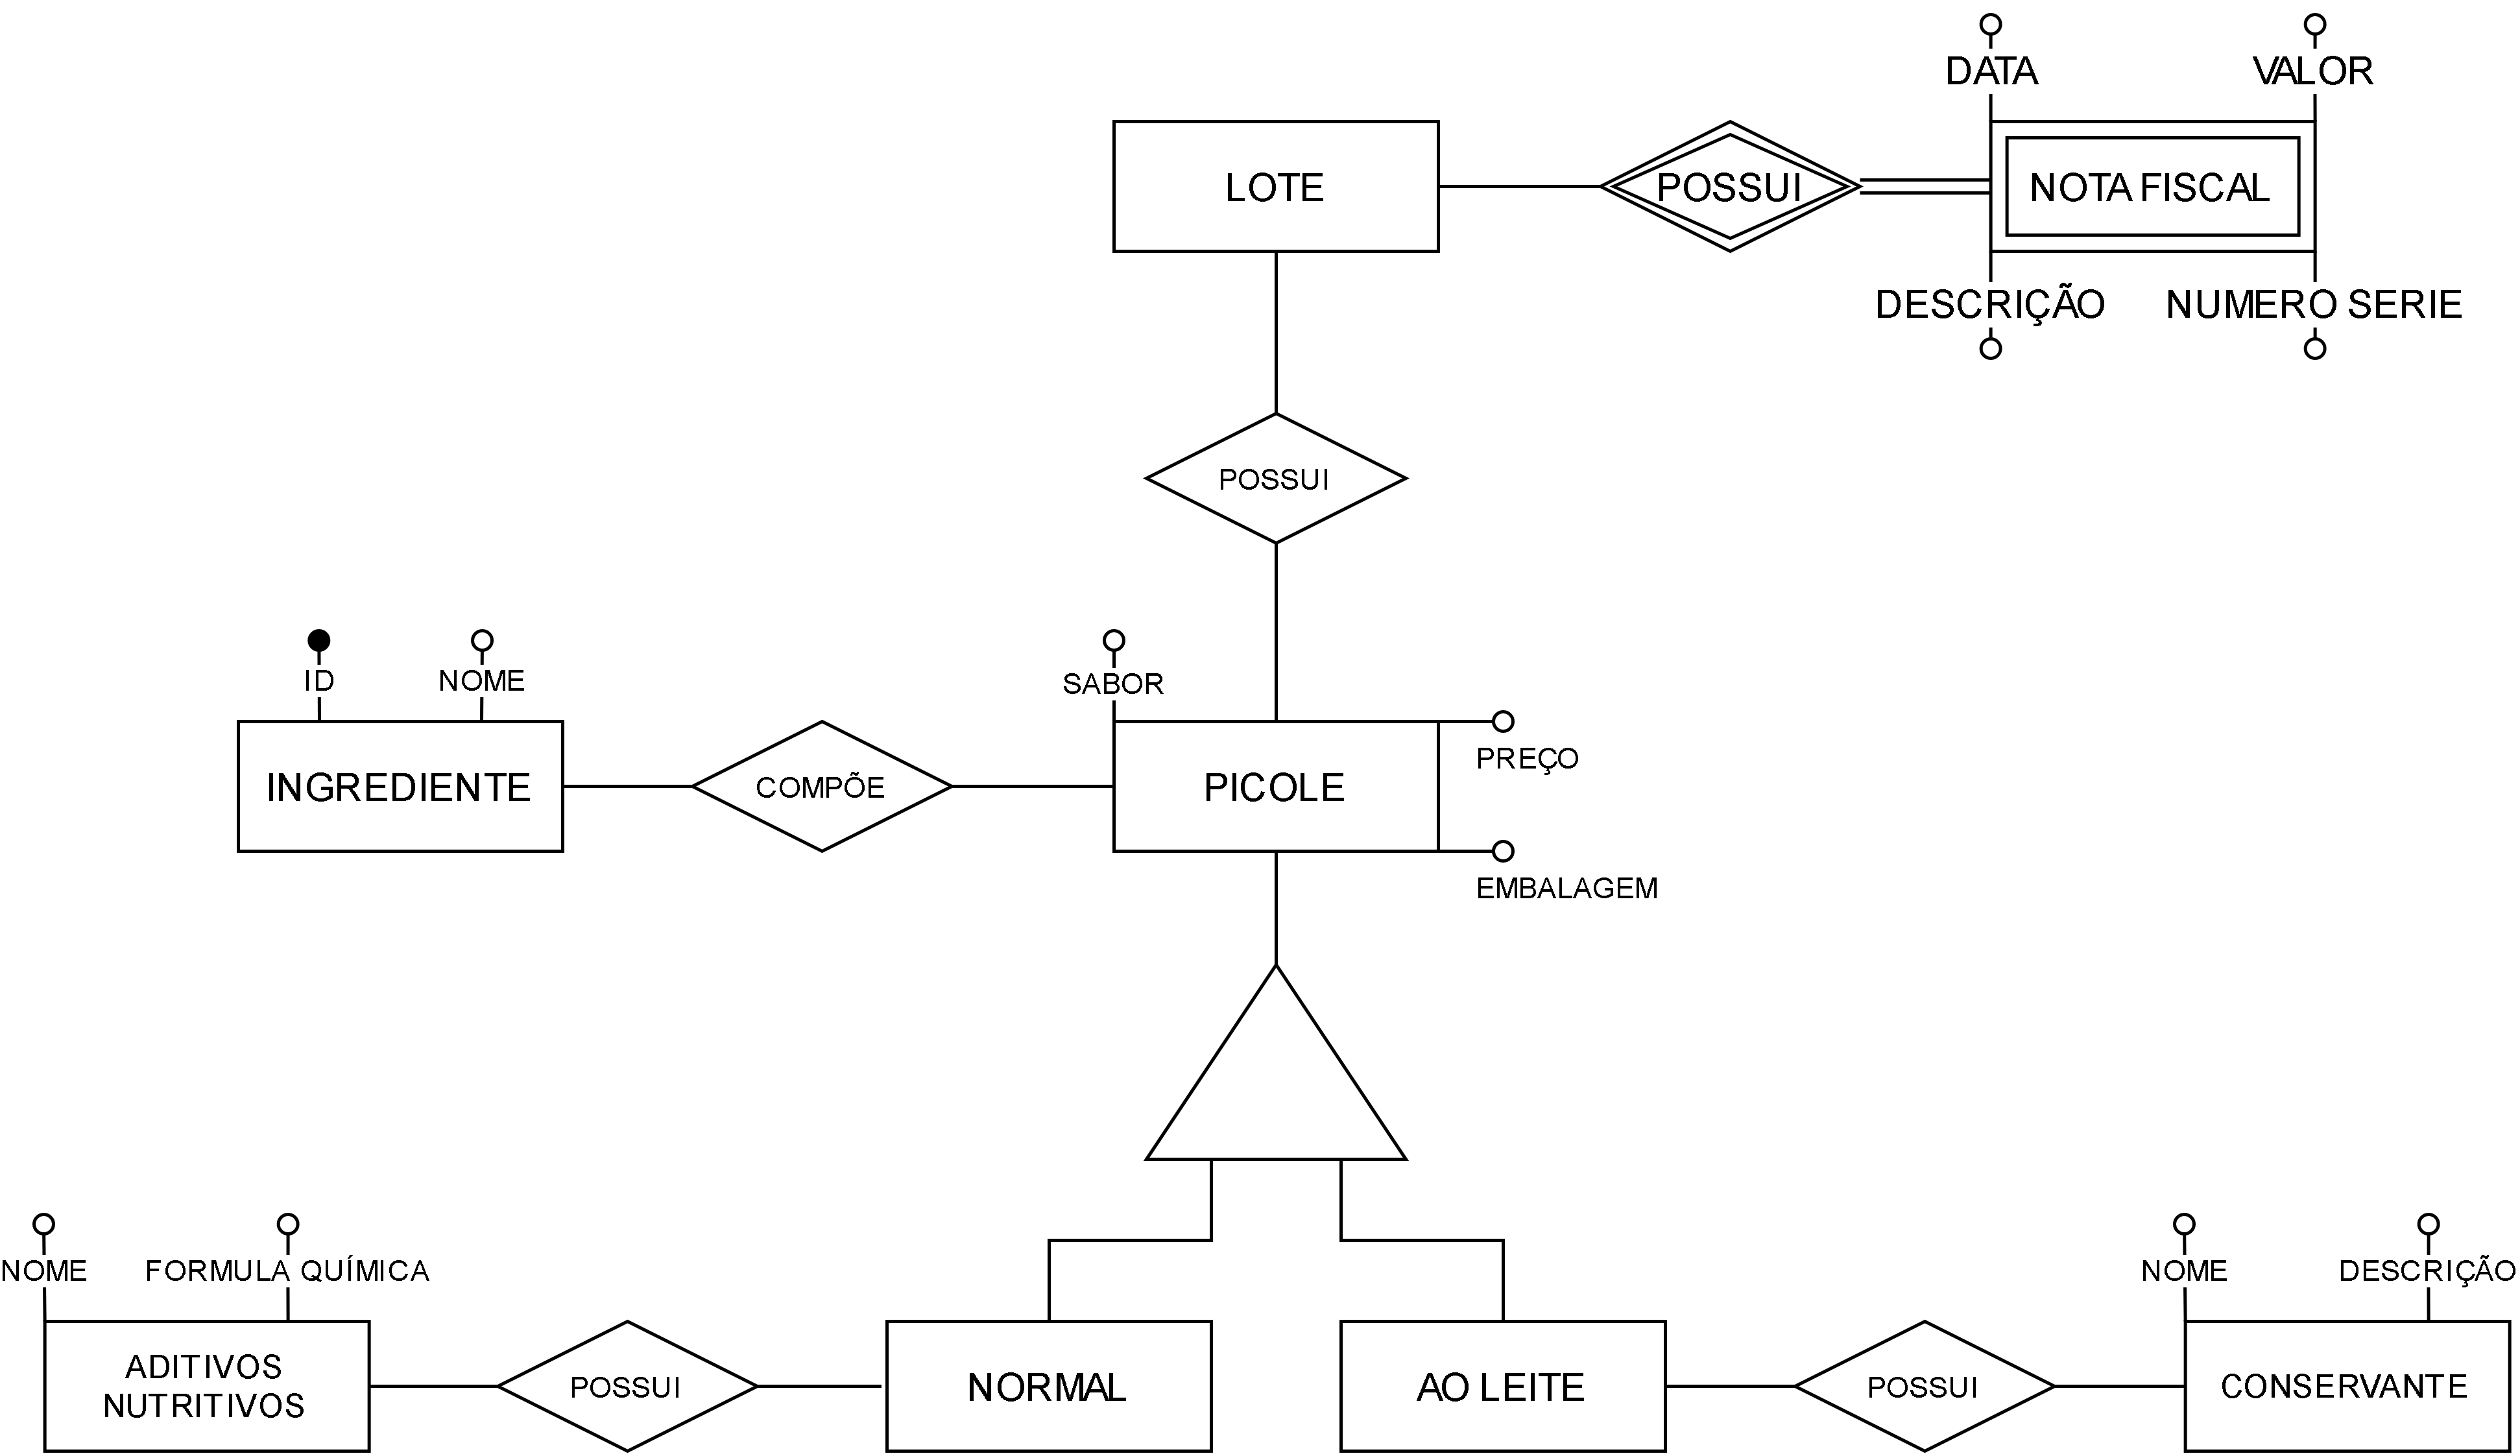 DATA
VALOR
LOTE
POSSUI
NOTA FISCAL
DESCRIÇÃO
NUMERO SERIE
POSSUI
ID
NOME
SABOR
INGREDIENTE
COMPÕE
PICOLE
PREÇO
EMBALAGEM
NOME
FORMULA QUÍMICA
NOME
DESCRIÇÃO
ADITIVOS
NUTRITIVOS
POSSUI
NORMAL
AO LEITE
POSSUI
CONSERVANTE